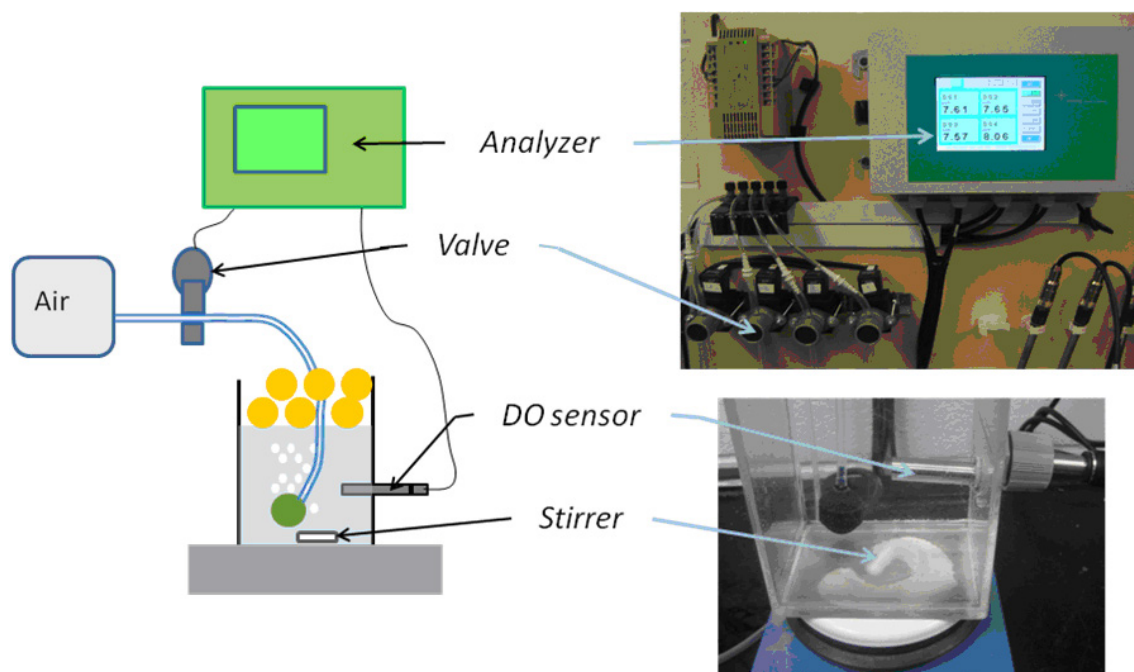 Analyzer
Valve
Air
DO sensor
Stirrer
7.61 7.65
7.57 8.06